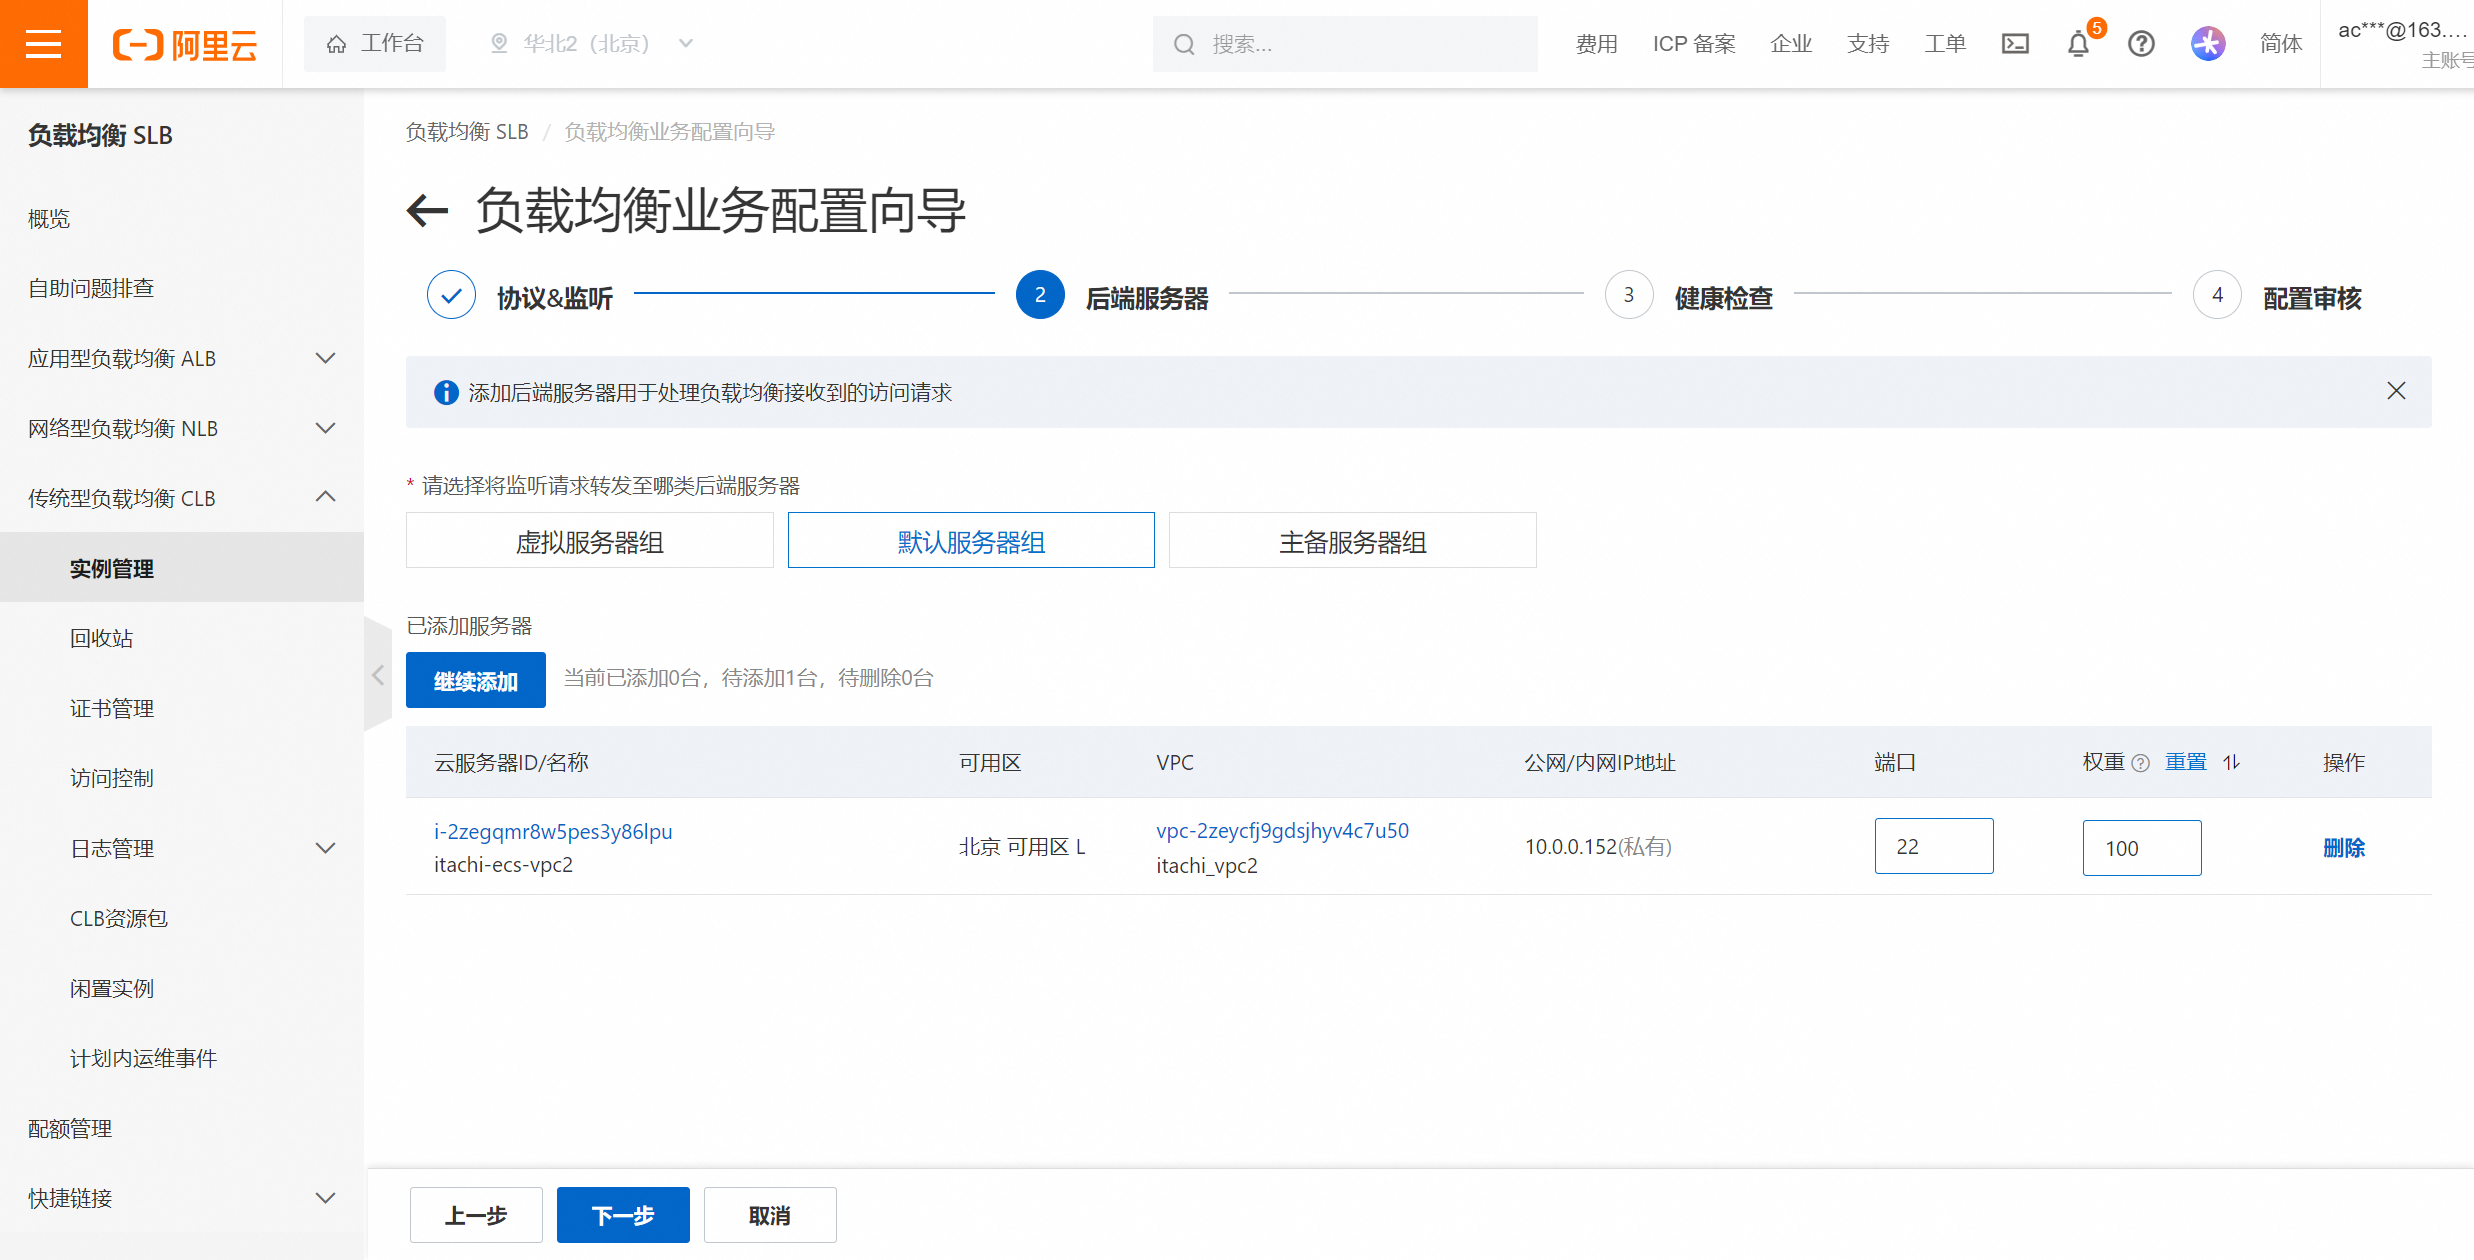 阿里云
工作台
华北2（北京）
搜索...
费用
ICP 备案
企业
支持
工单
5
简体
ac***@163....
主账号
负载均衡 SLB
概览
自助问题排查
应用型负载均衡 ALB
网络型负载均衡 NLB
传统型负载均衡 CLB
实例管理
回收站
证书管理
访问控制
日志管理
CLB资源包
闲置实例
计划内运维事件
配额管理
快捷链接
负载均衡 SLB / 负载均衡业务配置向导
负载均衡业务配置向导
协议&监听
2 后端服务器
3 健康检查
4 配置审核
添加后端服务器用于处理负载均衡接收到的访问请求
* 请选择将监听请求转发至哪类后端服务器
虚拟服务器组
默认服务器组
主备服务器组
已添加服务器
继续添加 当前已添加0台，待添加1台，待删除0台
云服务器ID/名称 可用区 VPC 公网/内网IP地址 端口 权重 重置 操作
i-2zegqmr8w5pes3y86lpu vpc-2zeycfj9gdsjhyv4c7u50
北京 可用区 L 10.0.0.152(私有) 22 100 删除
itachi-ecs-vpc2 itachi_vpc2
上一步 下一步 取消